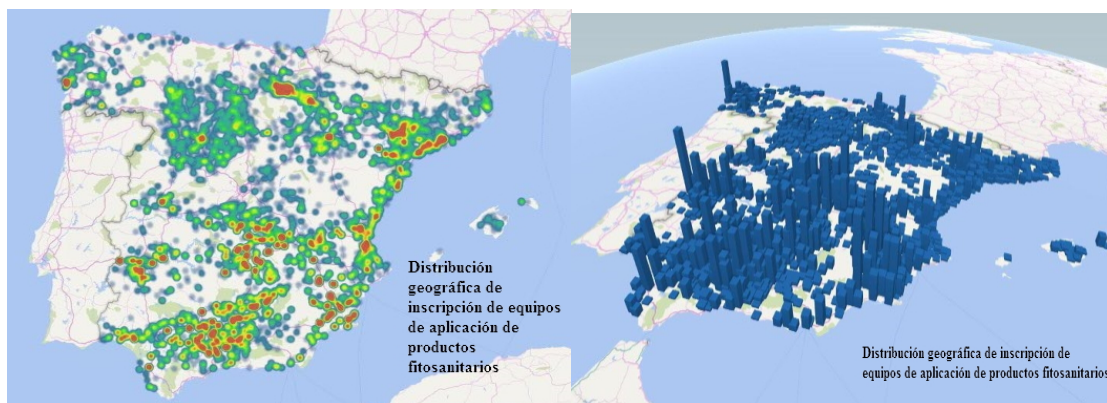 Distribución
geográfica de
inscripción de equipos
de aplicación de
productos
fitosanitarios
Distribución geográfica de inscripción de
equipos de aplicación de productos fitosanitarios